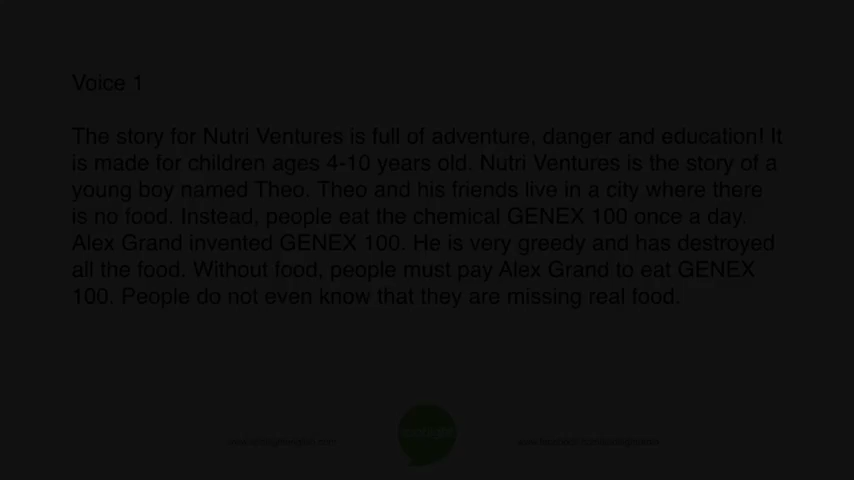 Voice 1
The story for Nutri Ventures is full of adventure, danger and education! It
is made for children ages 4-10 years old. Nutri Ventures is the story of a
young boy named Theo. Theo and his friends live in a city where there
is no food. Instead, people eat the chemical GENEX 100 once a day.
Alex Grand invented GENEX 100. He is very greedy and has destroyed
all the food. Without food, people must pay Alex Grand to eat GENEX
100. People do not even know that they are missing real food.